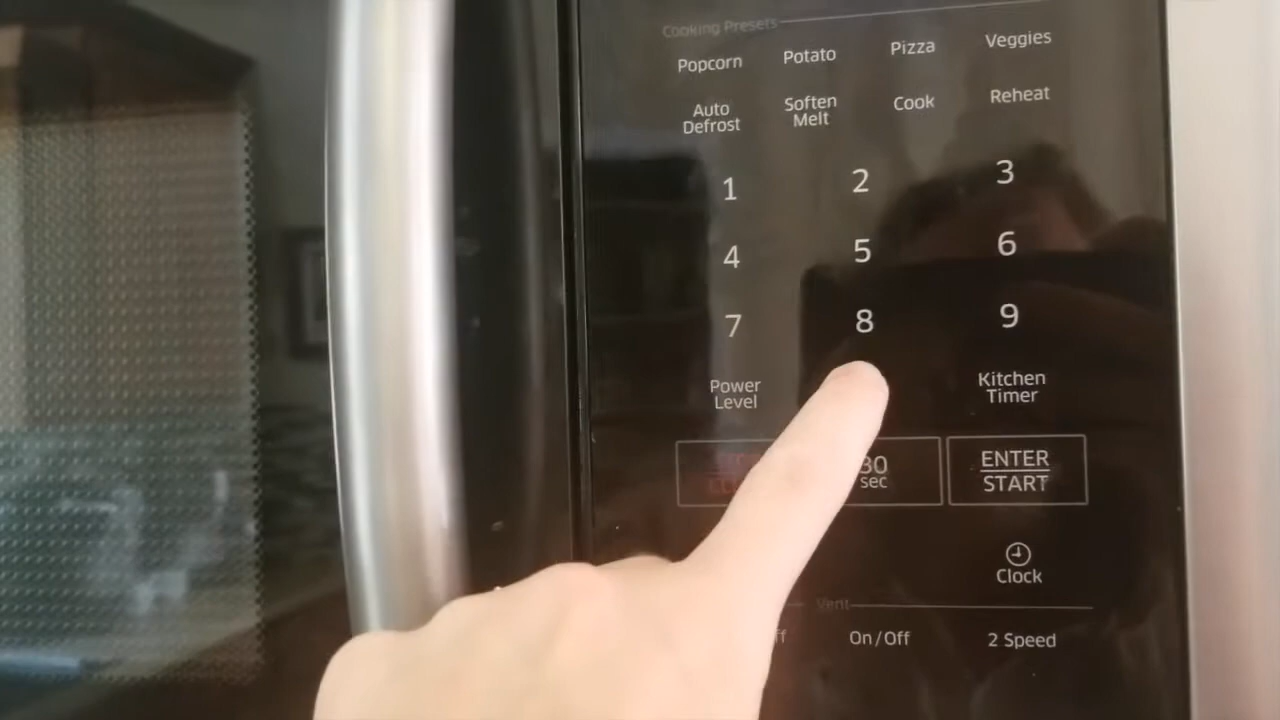 Cooking Presets
Popcorn Potato Pizza Veggies
Auto Defrost Soften Melt Cook Reheat
1 2 3
4 5 6
7 8 9
Power Level Kitchen Timer
30 sec ENTER START
Clock
Vent
On/Off 2 Speed